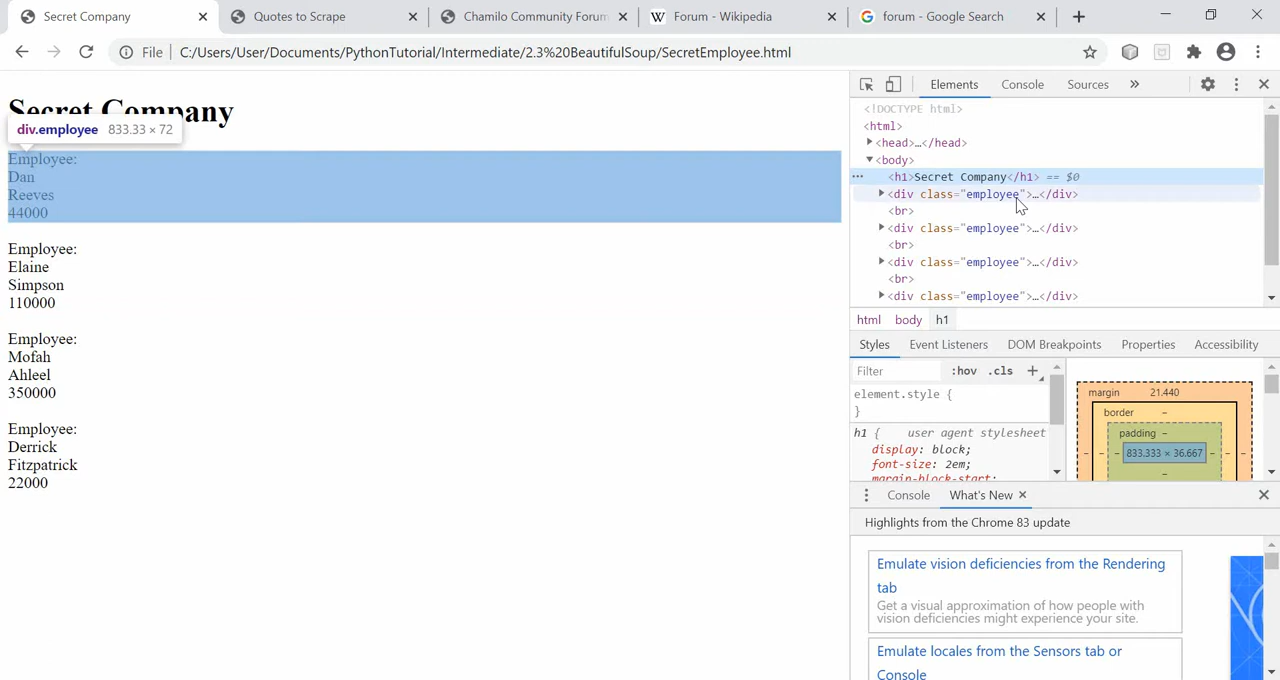 Secret Company
Quotes to Scrape
Chamilo Community Forum
Forum - Wikipedia
forum - Google Search
File
C:/Users/User/Documents/PythonTutorial/Intermediate/2.3%20BeautifulSoup/SecretEmployee.html
Secret Company
div.employee 833.33 × 72
Employee:
Dan
Reeves
44000
Employee:
Elaine
Simpson
110000
Employee:
Mofah
Ahleel
350000
Employee:
Derrick
Fitzpatrick
22000
Elements Console Sources »
<!DOCTYPE html>
<html>
<head>…</head>
<body>
<h1>Secret Company</h1> == $0
<div class="employee">…</div>
<br>
<div class="employee">…</div>
<br>
<div class="employee">…</div>
<br>
<div class="employee">…</div>
html body h1
Styles Event Listeners DOM Breakpoints Properties Accessibility
Filter :hov .cls +
element.style {
}
h1 { user agent stylesheet
display: block;
font-size: 2em;
margin-block-start:
margin 21.440
border –
padding –
– – – 833.333 × 36.667 – – –
–
Console What's New ×
Highlights from the Chrome 83 update
Emulate vision deficiencies from the Rendering
tab
Get a visual approximation of how people with
vision deficiencies might experience your site.
Emulate locales from the Sensors tab or
Console